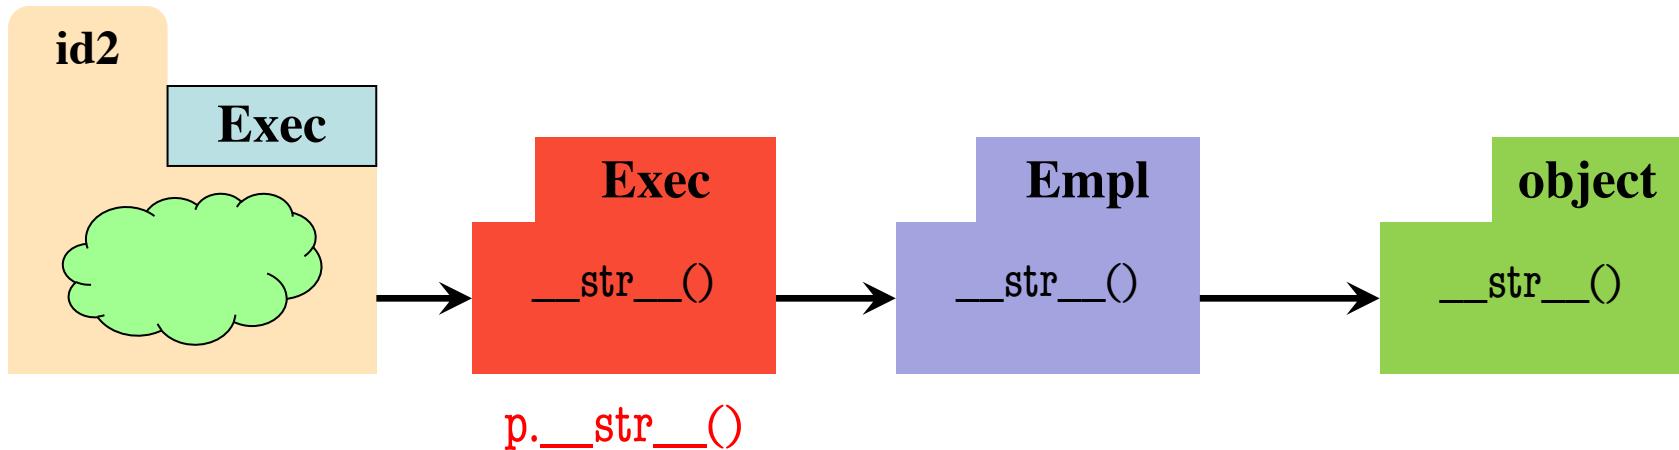 id2
Exec
Exec
Empl
object
__str__()
__str__()
__str__()
p.__str__()